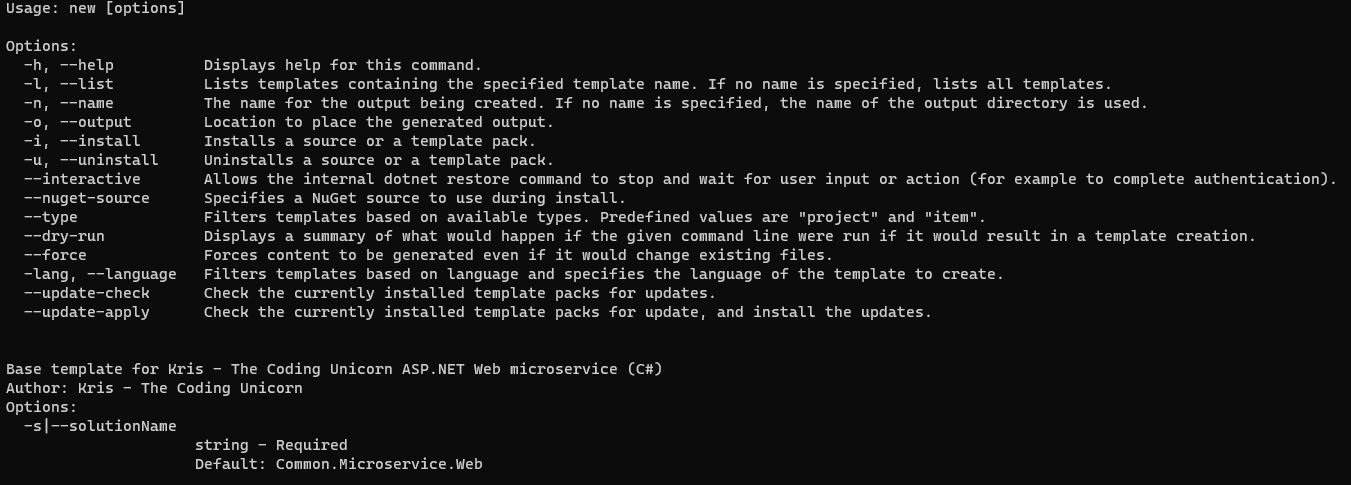 Usage: new [options]

Options:
  -h, --help          Displays help for this command.
  -l, --list          Lists templates containing the specified template name. If no name is specified, lists all templates.
  -n, --name          The name for the output being created. If no name is specified, the name of the output directory is used.
  -o, --output        Location to place the generated output.
  -i, --install       Installs a source or a template pack.
  -u, --uninstall     Uninstalls a source or a template pack.
  --interactive       Allows the internal dotnet restore command to stop and wait for user input or action (for example to complete authentication).
  --nuget-source      Specifies a NuGet source to use during install.
  --type              Filters templates based on available types. Predefined values are "project" and "item".
  --dry-run           Displays a summary of what would happen if the given command line were run if it would result in a template creation.
  --force             Forces content to be generated even if it would change existing files.
  -lang, --language   Filters templates based on language and specifies the language of the template to create.
  --update-check      Check the currently installed template packs for updates.
  --update-apply      Check the currently installed template packs for update, and install the updates.


Base template for Kris - The Coding Unicorn ASP.NET Web microservice (C#)
Author: Kris - The Coding Unicorn
Options:
  -s|--solutionName
                     string - Required
                     Default: Common.Microservice.Web